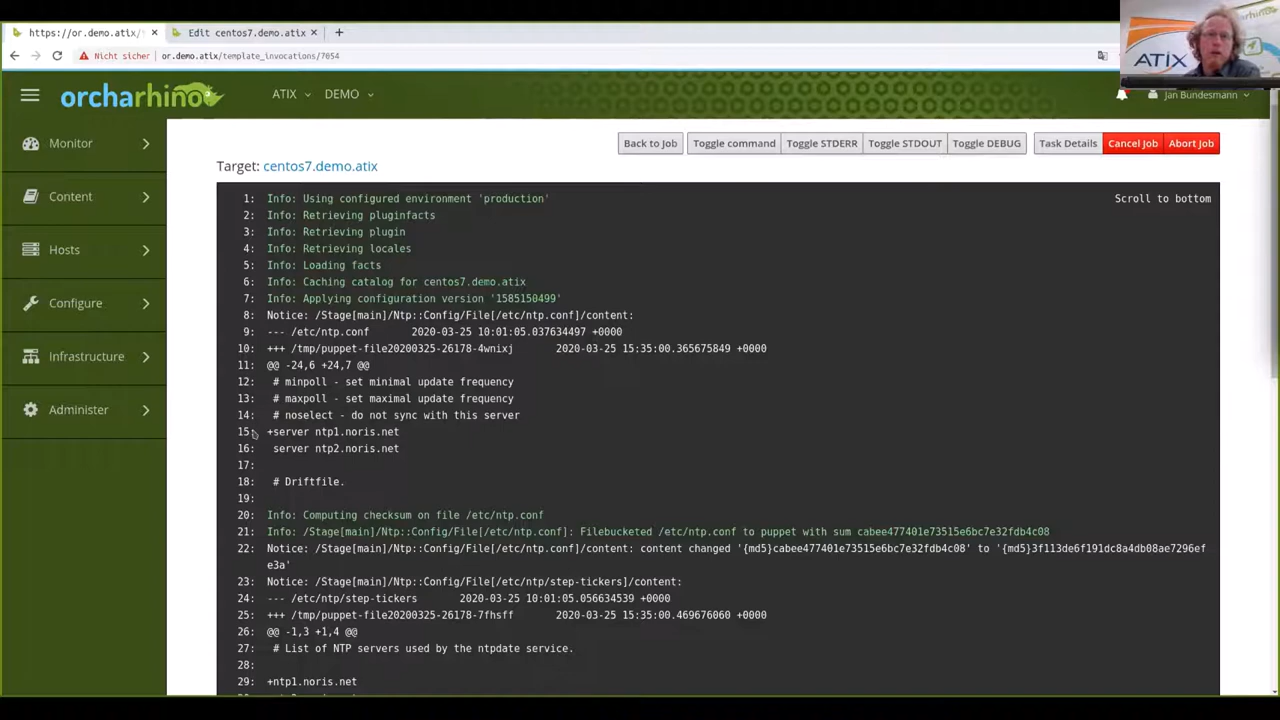 https://or.demo.atix/
Edit centos7.demo.atix
Nicht sicher
or.demo.atix/template_invocations/7054
ATIX
orcharhino
ATIX
DEMO
Jan Bundesmann
Monitor
Content
Hosts
Configure
Infrastructure
Administer
Back to Job
Toggle command
Toggle STDERR
Toggle STDOUT
Toggle DEBUG
Task Details
Cancel Job
Abort Job
Target: centos7.demo.atix
Scroll to bottom
1: Info: Using configured environment 'production'
2: Info: Retrieving pluginfacts
3: Info: Retrieving plugin
4: Info: Retrieving locales
5: Info: Loading facts
6: Info: Caching catalog for centos7.demo.atix
7: Info: Applying configuration version '1585150499'
8: Notice: /Stage[main]/Ntp::Config/File[/etc/ntp.conf]/content:
9: --- /etc/ntp.conf 2020-03-25 10:01:05.037634497 +0000
10: +++ /tmp/puppet-file20200325-26178-4wnixj 2020-03-25 15:35:00.365675849 +0000
11: @@ -24,6 +24,7 @@
12: # minpoll - set minimal update frequency
13: # maxpoll - set maximal update frequency
14: # noselect - do not sync with this server
15: +server ntp1.noris.net
16: server ntp2.noris.net
17:
18: # Driftfile.
19:
20: Info: Computing checksum on file /etc/ntp.conf
21: Info: /Stage[main]/Ntp::Config/File[/etc/ntp.conf]: Filebucketed /etc/ntp.conf to puppet with sum cabee477401e73515e6bc7e32fdb4c08
22: Notice: /Stage[main]/Ntp::Config/File[/etc/ntp.conf]/content: content changed '{md5}cabee477401e73515e6bc7e32fdb4c08' to '{md5}3f113de6f191dc8a4db08ae7296ef
e3a'
23: Notice: /Stage[main]/Ntp::Config/File[/etc/ntp/step-tickers]/content:
24: --- /etc/ntp/step-tickers 2020-03-25 10:01:05.056634539 +0000
25: +++ /tmp/puppet-file20200325-26178-7fhsff 2020-03-25 15:35:00.469676060 +0000
26: @@ -1,3 +1,4 @@
27: # List of NTP servers used by the ntpdate service.
28:
29: +ntp1.noris.net